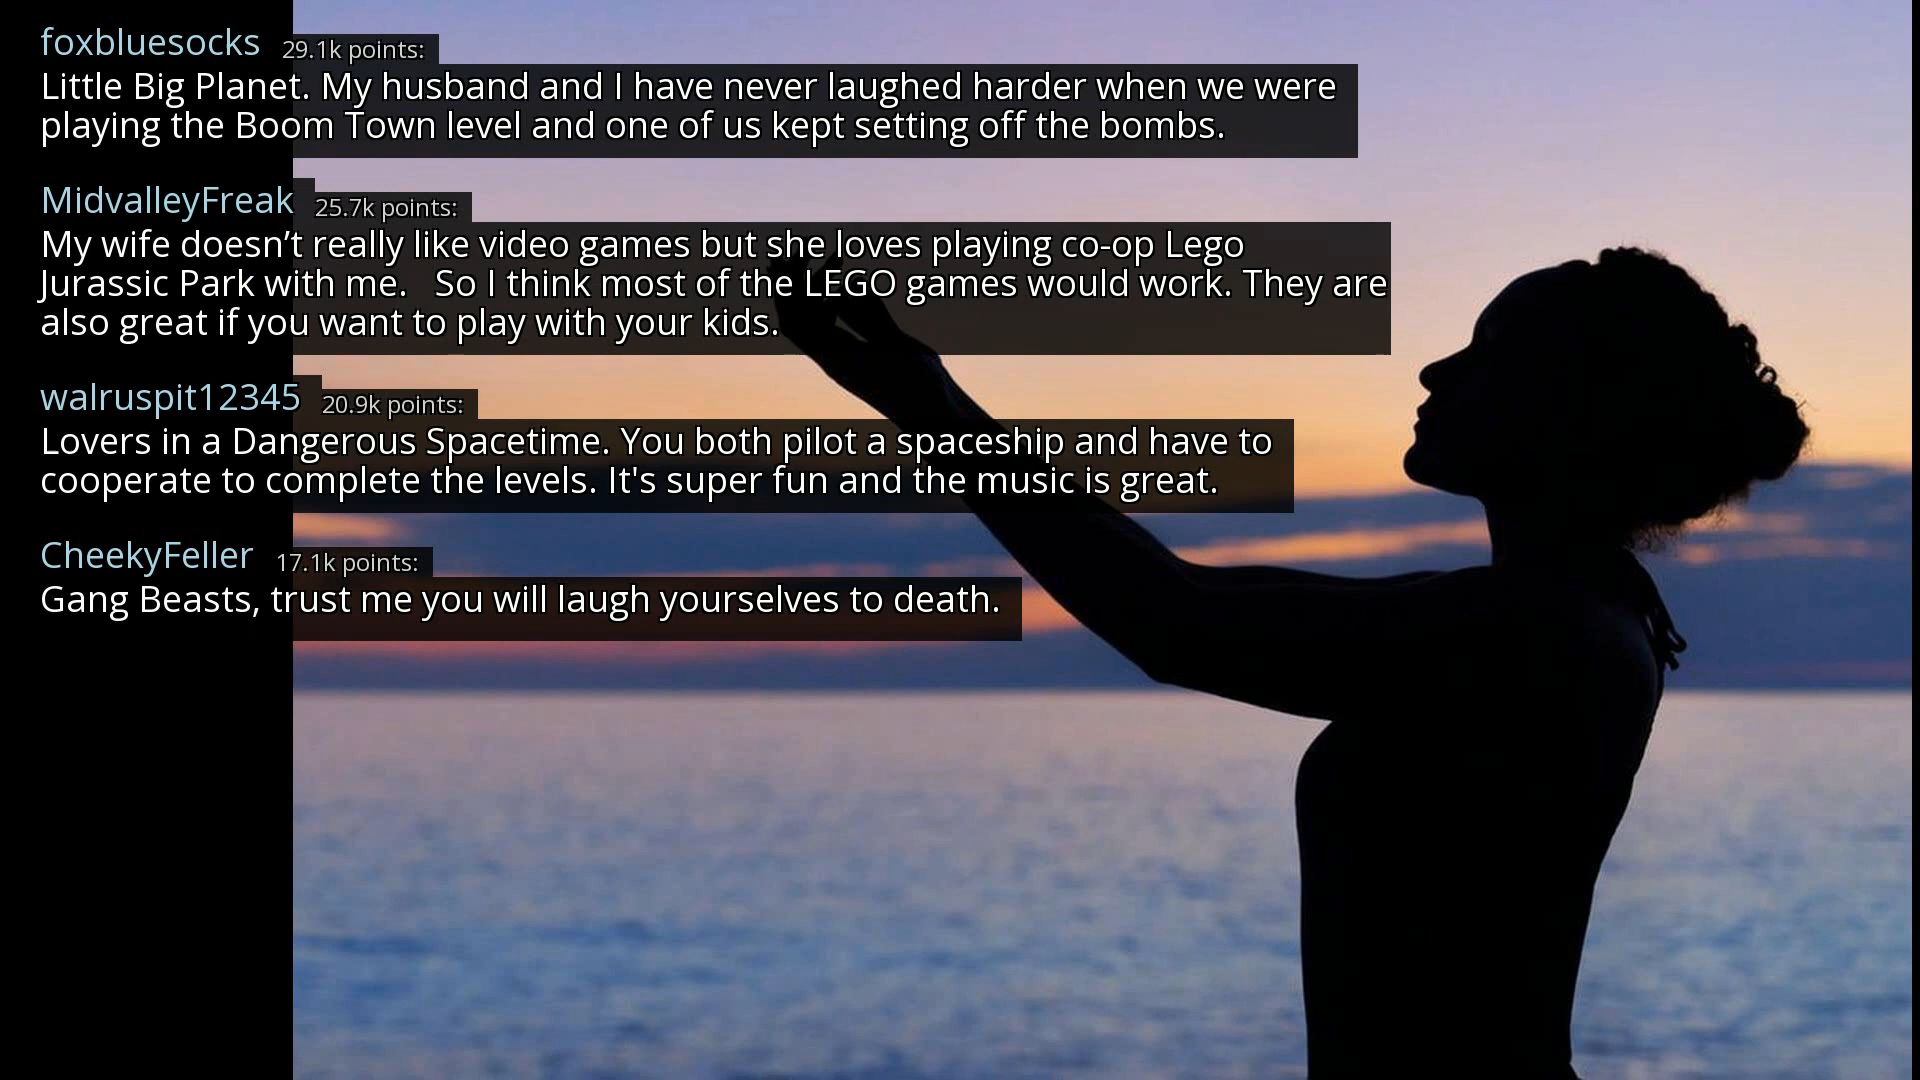 foxbluesocks 29.1k points:
Little Big Planet. My husband and I have never laughed harder when we were
playing the Boom Town level and one of us kept setting off the bombs.
MidvalleyFreak 25.7k points:
My wife doesn’t really like video games but she loves playing co-op Lego
Jurassic Park with me.   So I think most of the LEGO games would work. They are
also great if you want to play with your kids.
walruspit12345 20.9k points:
Lovers in a Dangerous Spacetime. You both pilot a spaceship and have to
cooperate to complete the levels. It's super fun and the music is great.
CheekyFeller 17.1k points:
Gang Beasts, trust me you will laugh yourselves to death.